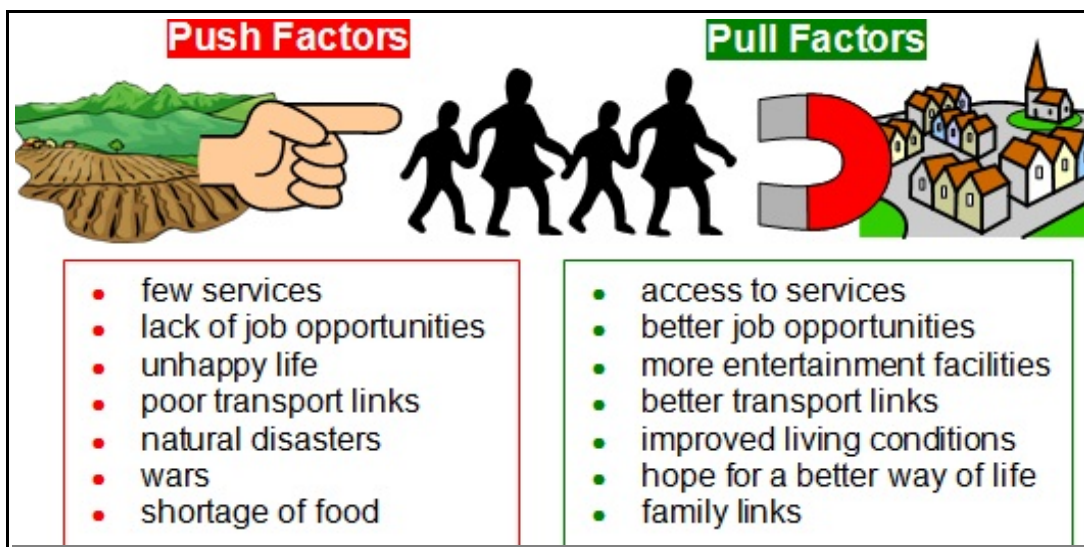 Push Factors
Pull Factors
few services
lack of job opportunities
unhappy life
poor transport links
natural disasters
wars
shortage of food
access to services
better job opportunities
more entertainment facilities
better transport links
improved living conditions
hope for a better way of life
family links